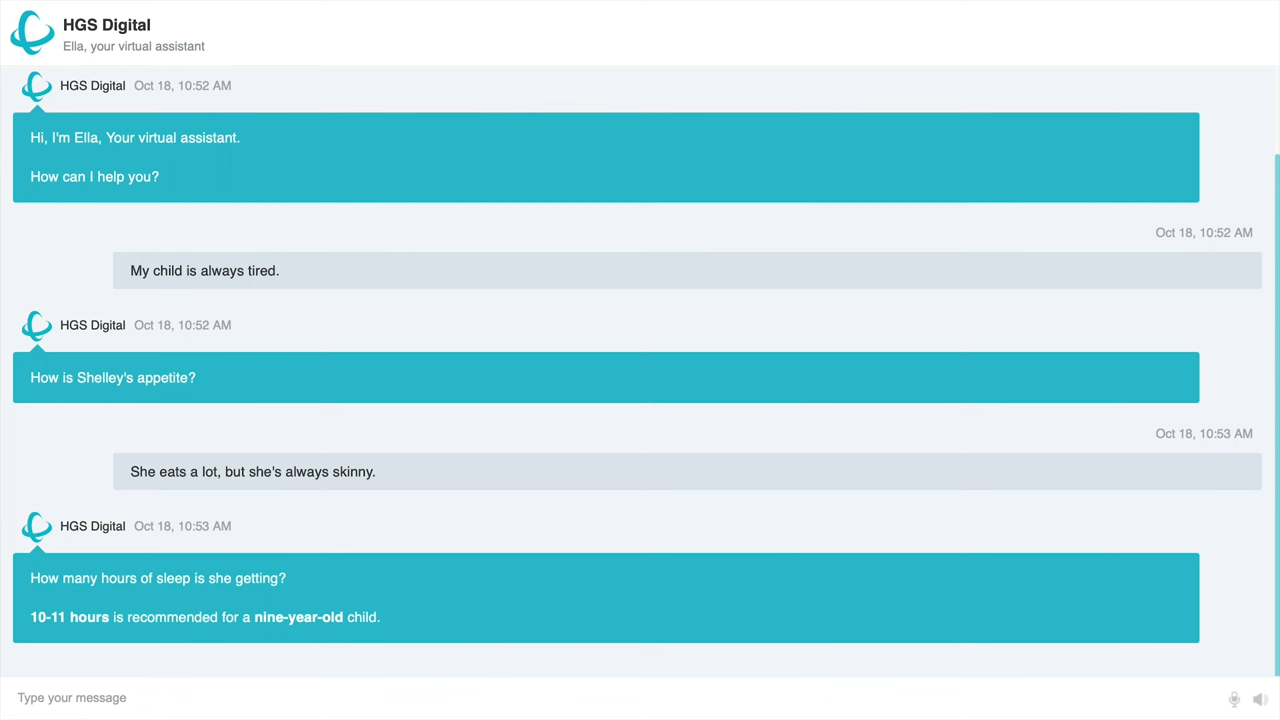 HGS Digital
Ella, your virtual assistant
HGS Digital Oct 18, 10:52 AM
Hi, I'm Ella, Your virtual assistant.
How can I help you?
Oct 18, 10:52 AM
My child is always tired.
HGS Digital Oct 18, 10:52 AM
How is Shelley's appetite?
Oct 18, 10:53 AM
She eats a lot, but she's always skinny.
HGS Digital Oct 18, 10:53 AM
How many hours of sleep is she getting?
10-11 hours is recommended for a nine-year-old child.
Type your message